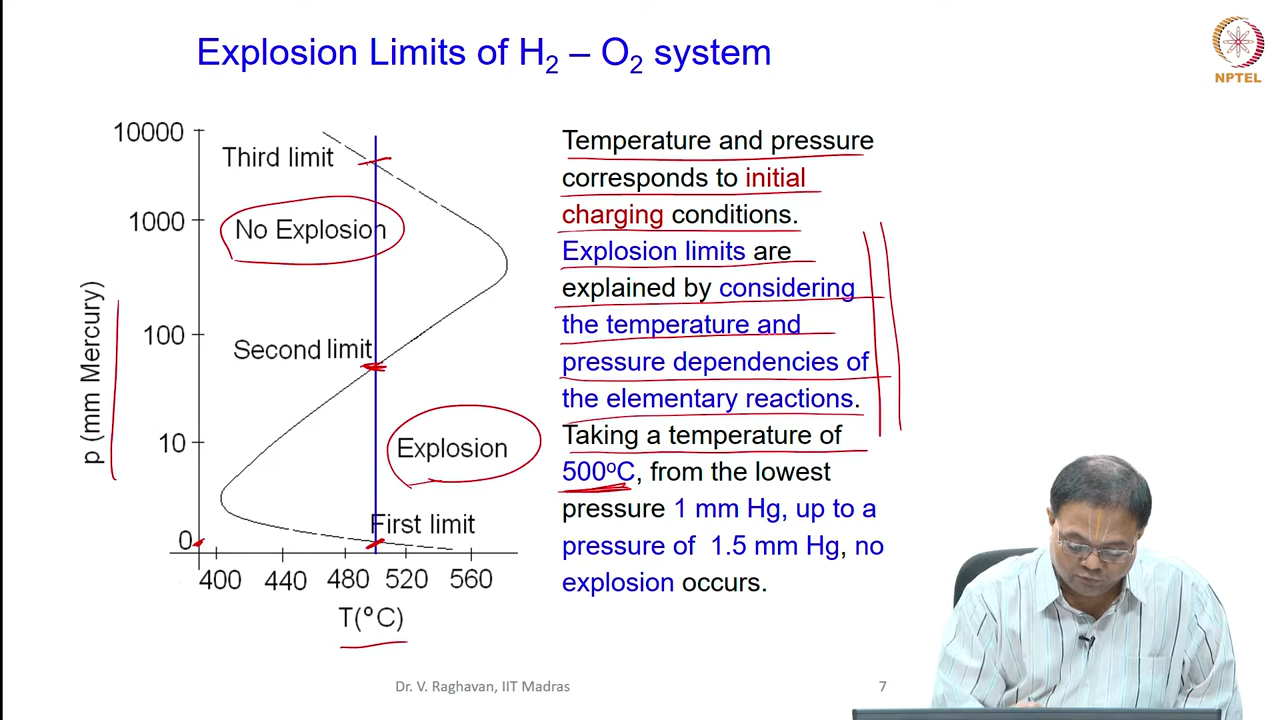 Explosion Limits of H2 – O2 system
NPTEL
10000
Third limit
1000
No Explosion
p (mm Mercury)
100
Second limit
10
Explosion
First limit
0
400 440 480 520 560
T(°C)
Temperature and pressure
corresponds to initial
charging conditions.
Explosion limits are
explained by considering
the temperature and
pressure dependencies of
the elementary reactions.
Taking a temperature of
500°C, from the lowest
pressure 1 mm Hg, up to a
pressure of 1.5 mm Hg, no
explosion occurs.
Dr. V. Raghavan, IIT Madras
7